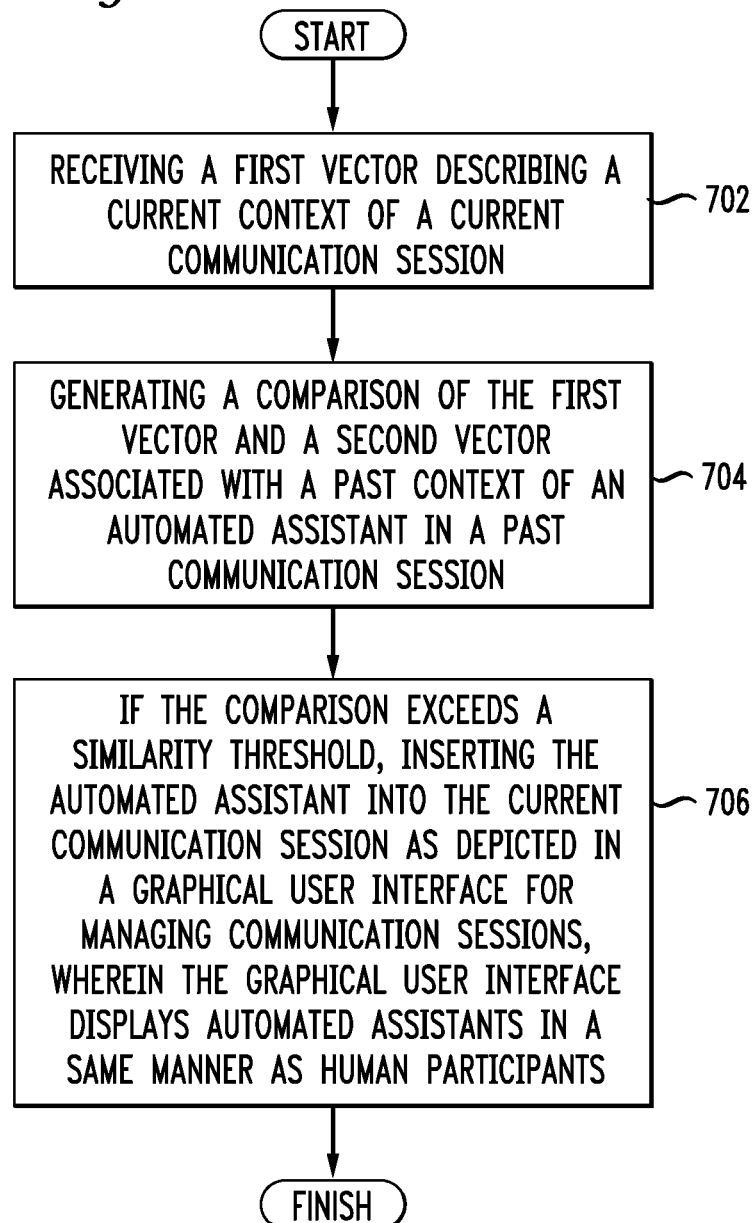 START
RECEIVING A FIRST VECTOR DESCRIBING A
CURRENT CONTEXT OF A CURRENT
COMMUNICATION SESSION
702
GENERATING A COMPARISON OF THE FIRST
VECTOR AND A SECOND VECTOR
ASSOCIATED WITH A PAST CONTEXT OF AN
AUTOMATED ASSISTANT IN A PAST
COMMUNICATION SESSION
704
IF THE COMPARISON EXCEEDS A
SIMILARITY THRESHOLD, INSERTING THE
AUTOMATED ASSISTANT INTO THE CURRENT
COMMUNICATION SESSION AS DEPICTED IN
A GRAPHICAL USER INTERFACE FOR
MANAGING COMMUNICATION SESSIONS,
WHEREIN THE GRAPHICAL USER INTERFACE
DISPLAYS AUTOMATED ASSISTANTS IN A
SAME MANNER AS HUMAN PARTICIPANTS
706
FINISH